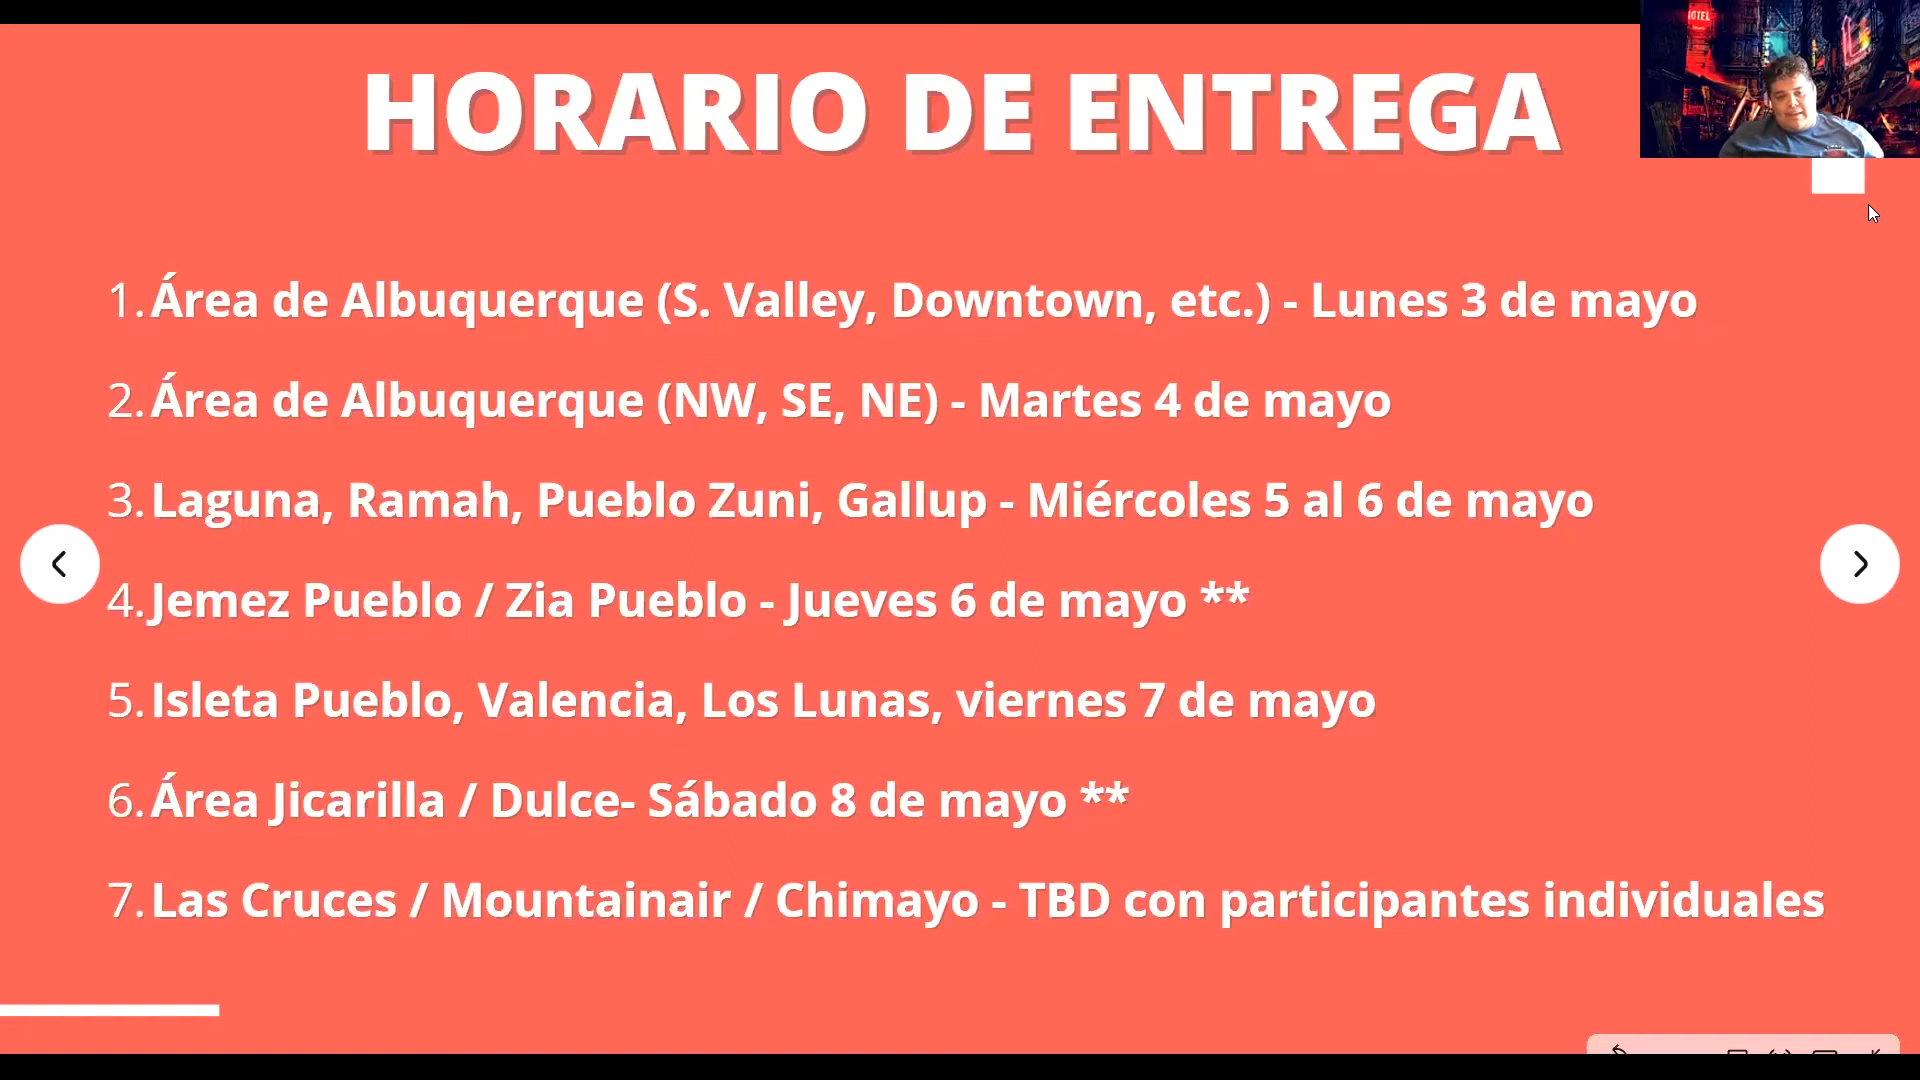 HORARIO DE ENTREGA
HOTEL
1. Área de Albuquerque (S. Valley, Downtown, etc.) - Lunes 3 de mayo
2. Área de Albuquerque (NW, SE, NE) - Martes 4 de mayo
3. Laguna, Ramah, Pueblo Zuni, Gallup - Miércoles 5 al 6 de mayo
4. Jemez Pueblo / Zia Pueblo - Jueves 6 de mayo **
5. Isleta Pueblo, Valencia, Los Lunas, viernes 7 de mayo
6. Área Jicarilla / Dulce- Sábado 8 de mayo **
7. Las Cruces / Mountainair / Chimayo - TBD con participantes individuales